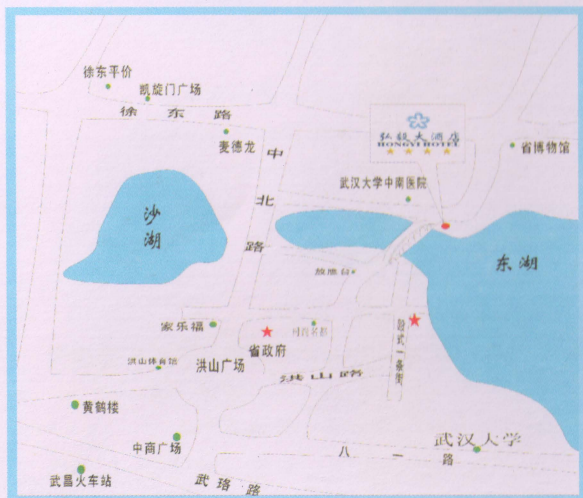 徐东平价
凯旋门广场
徐东路
麦德龙
弘毅大酒店
HONGYI HOTEL
省博物馆
武汉大学中南医院
中北路
沙湖
东湖
放鹰台
家乐福
省政府
洪山体育馆
洪山广场
洪山路
黄鹤楼
中商广场
武汉大学
八一路
武昌火车站
武珞路